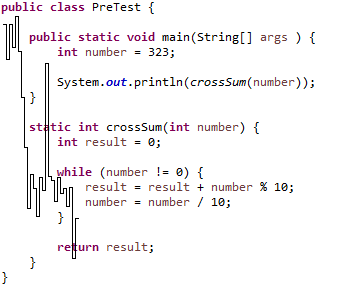 public class PreTest {
public static void main(String[] args ) {
int number = 323;
System.out.println(crossSum(number));
}
static int crossSum(int number) {
int result = 0;
while (number != 0) {
result = result + number % 10;
number = number / 10;
}
return result;
}
}